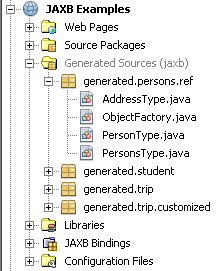 JAXB Examples
Web Pages
Source Packages
Generated Sources (jaxb)
generated.persons.ref
AddressType.java
ObjectFactory.java
PersonType.java
PersonsType.java
generated.student
generated.trip
generated.trip.customized
Libraries
JAXB Bindings
Configuration Files